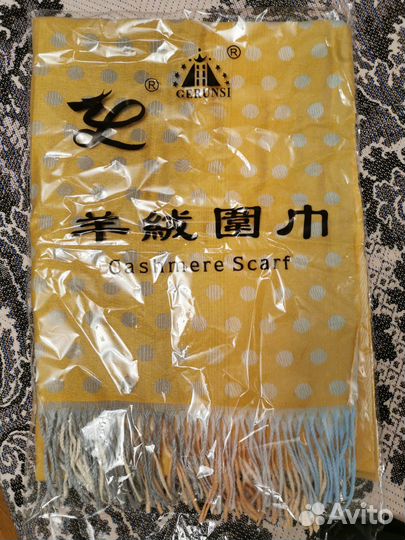 ®
GERUNSI
®
羊絨圍巾
Cashmere Scarf
Avito